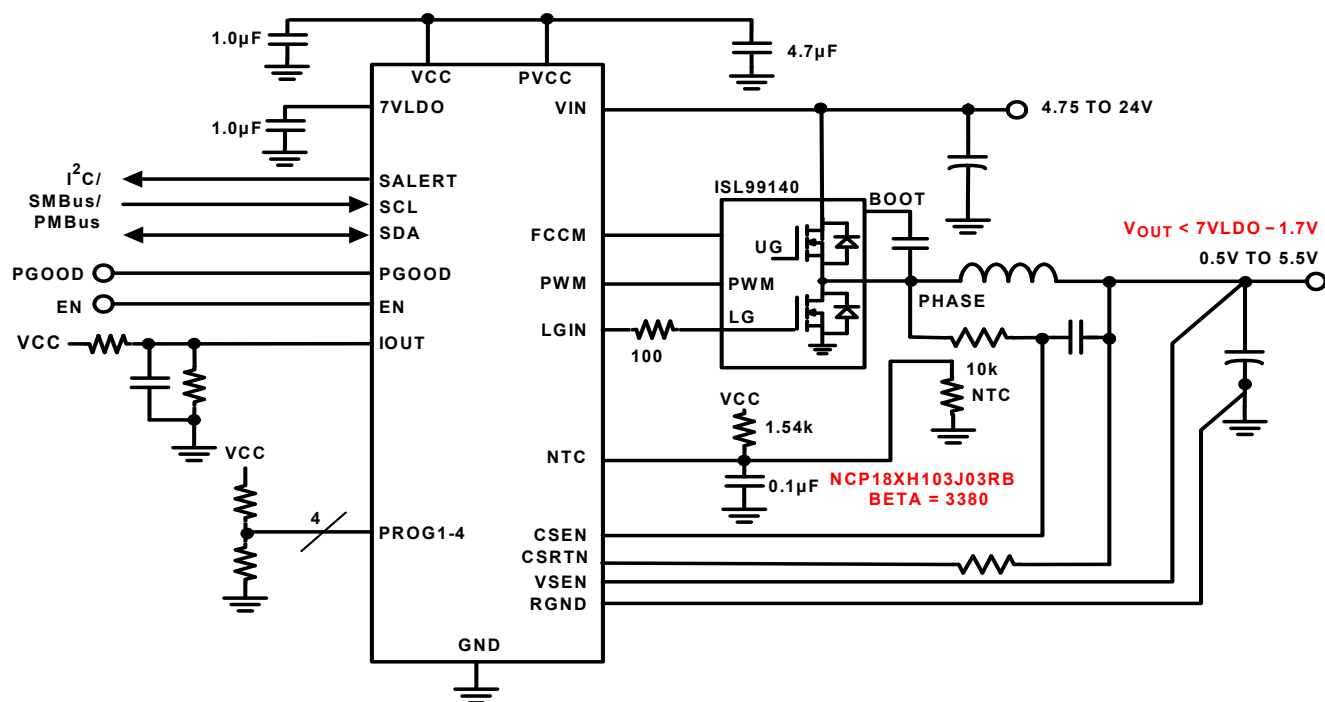 1.0µF
4.7µF
VCC
PVCC
7VLDO
VIN
4.75 TO 24V
1.0µF
I²C/
SMBus/
PMBus
SALERT
SCL
SDA
ISL99140
BOOT
FCCM
UG
VOUT < 7VLDO – 1.7V
0.5V TO 5.5V
PGOOD
PGOOD
PWM
PWM
PHASE
EN
EN
LGIN
LG
100
VCC
IOUT
10k
NTC
VCC
1.54k
NTC
0.1µF
NCP18XH103J03RB
BETA = 3380
VCC
4
PROG1-4
CSEN
CSRTN
VSEN
RGND
GND